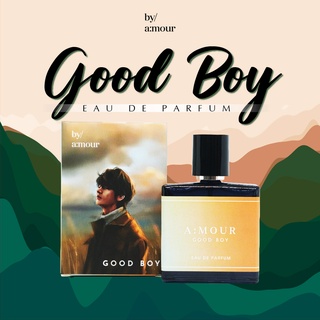 by/
a:mour
Good Boy
EAU DE PARFUM
by/
a:mour
GOOD BOY
A:MOUR
GOOD BOY
EAU DE PARFUM